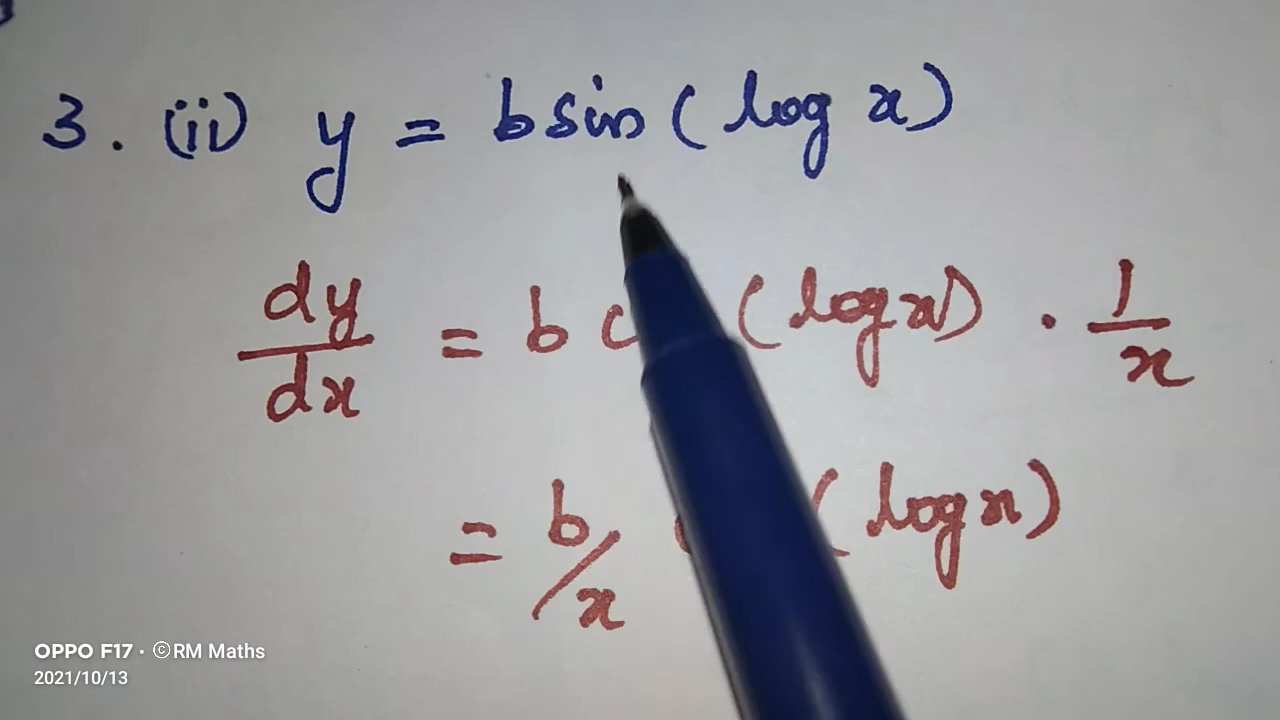 3. (ii) y = b sin ( log x )
dy/dx = b c ( log x ) · 1/x
= b/x ( log x )
OPPO F17 · ©RM Maths
2021/10/13